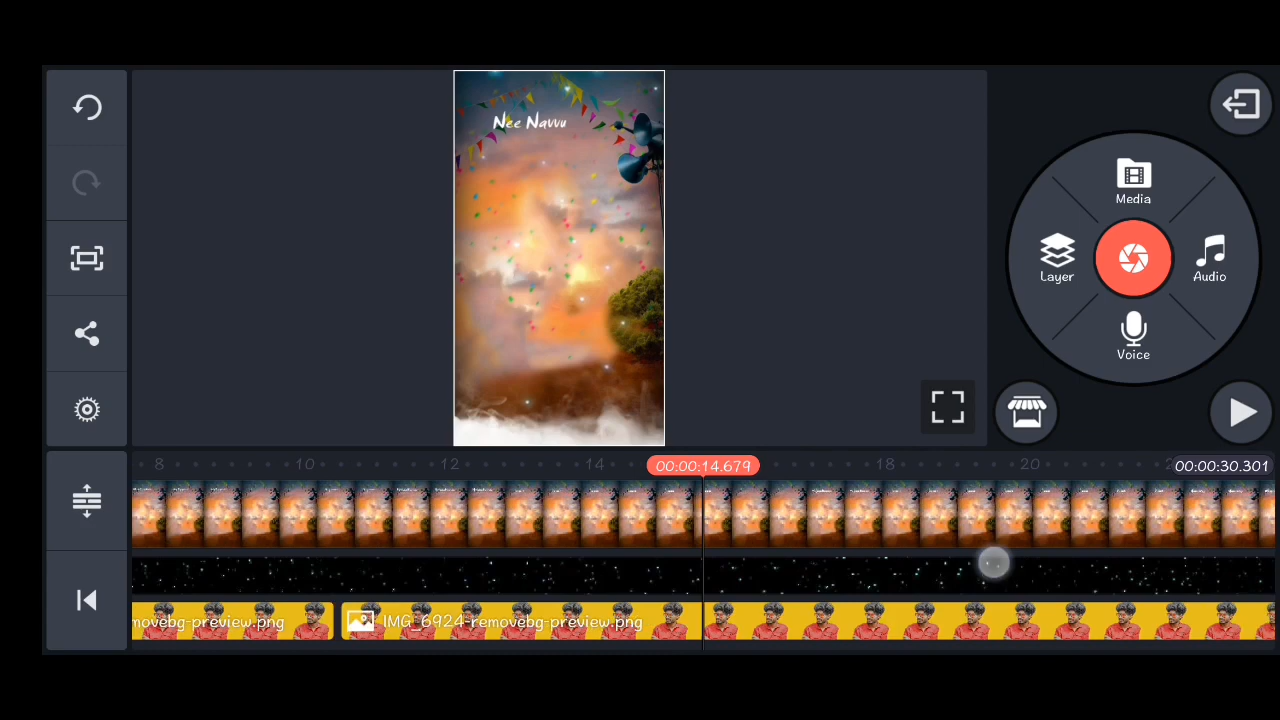 Nee Navvu
Media
Layer
Audio
Voice
8 10 12 14 00:00:14.679 18 20 00:00:30.301
movebg-preview.png
IMG_6924-removebg-preview.png